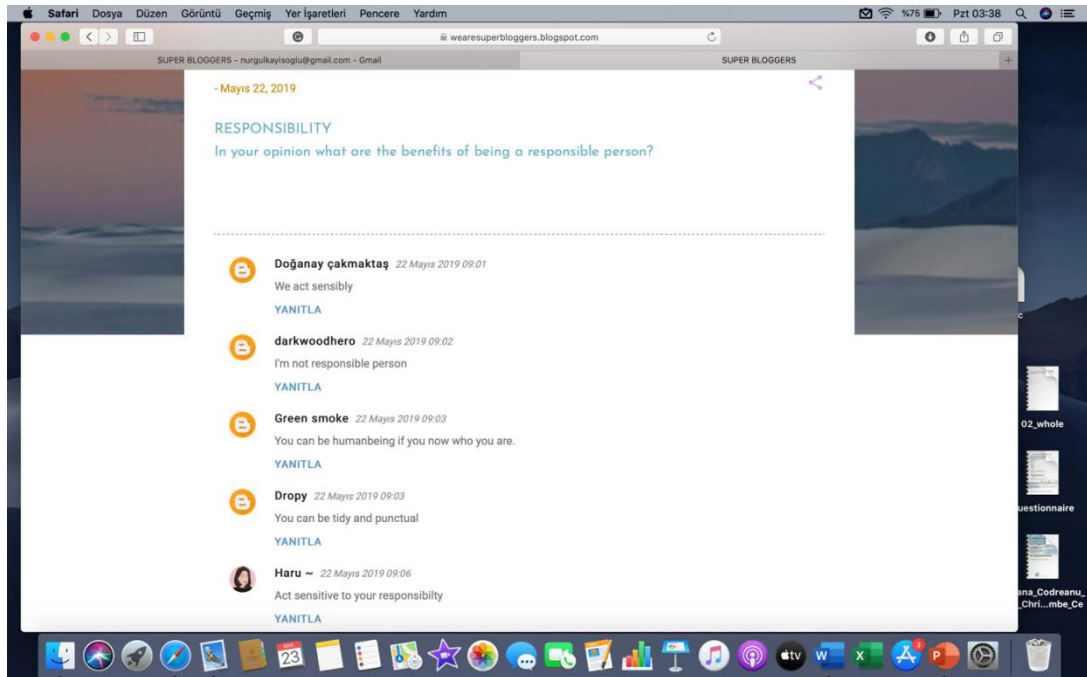 Safari Dosya Düzen Görüntü Geçmiş Yer İşaretleri Pencere Yardım %75 Pzt 03:38
wearesuperbloggers.blogspot.com
SUPER BLOGGERS - nurgulkayisoglu@gmail.com - Gmail SUPER BLOGGERS
- Mayıs 22, 2019
RESPONSIBILITY
In your opinion what are the benefits of being a responsible person?
Doğanay çakmaktaş 22 Mayıs 2019 09:01
We act sensibly
YANITLA
darkwoodhero 22 Mayıs 2019 09:02
I'm not responsible person
YANITLA
Green smoke 22 Mayıs 2019 09:03
You can be humanbeing if you now who you are.
YANITLA
Dropy 22 Mayıs 2019 09:03
You can be tidy and punctual
YANITLA
Haru ~ 22 Mayıs 2019 09:06
Act sensitive to your responsibilty
YANITLA
c
02_whole
uestionnaire
ana_Codreanu_
_Chri...mbe_Ce
ARA
23
tv
W
X
3
P